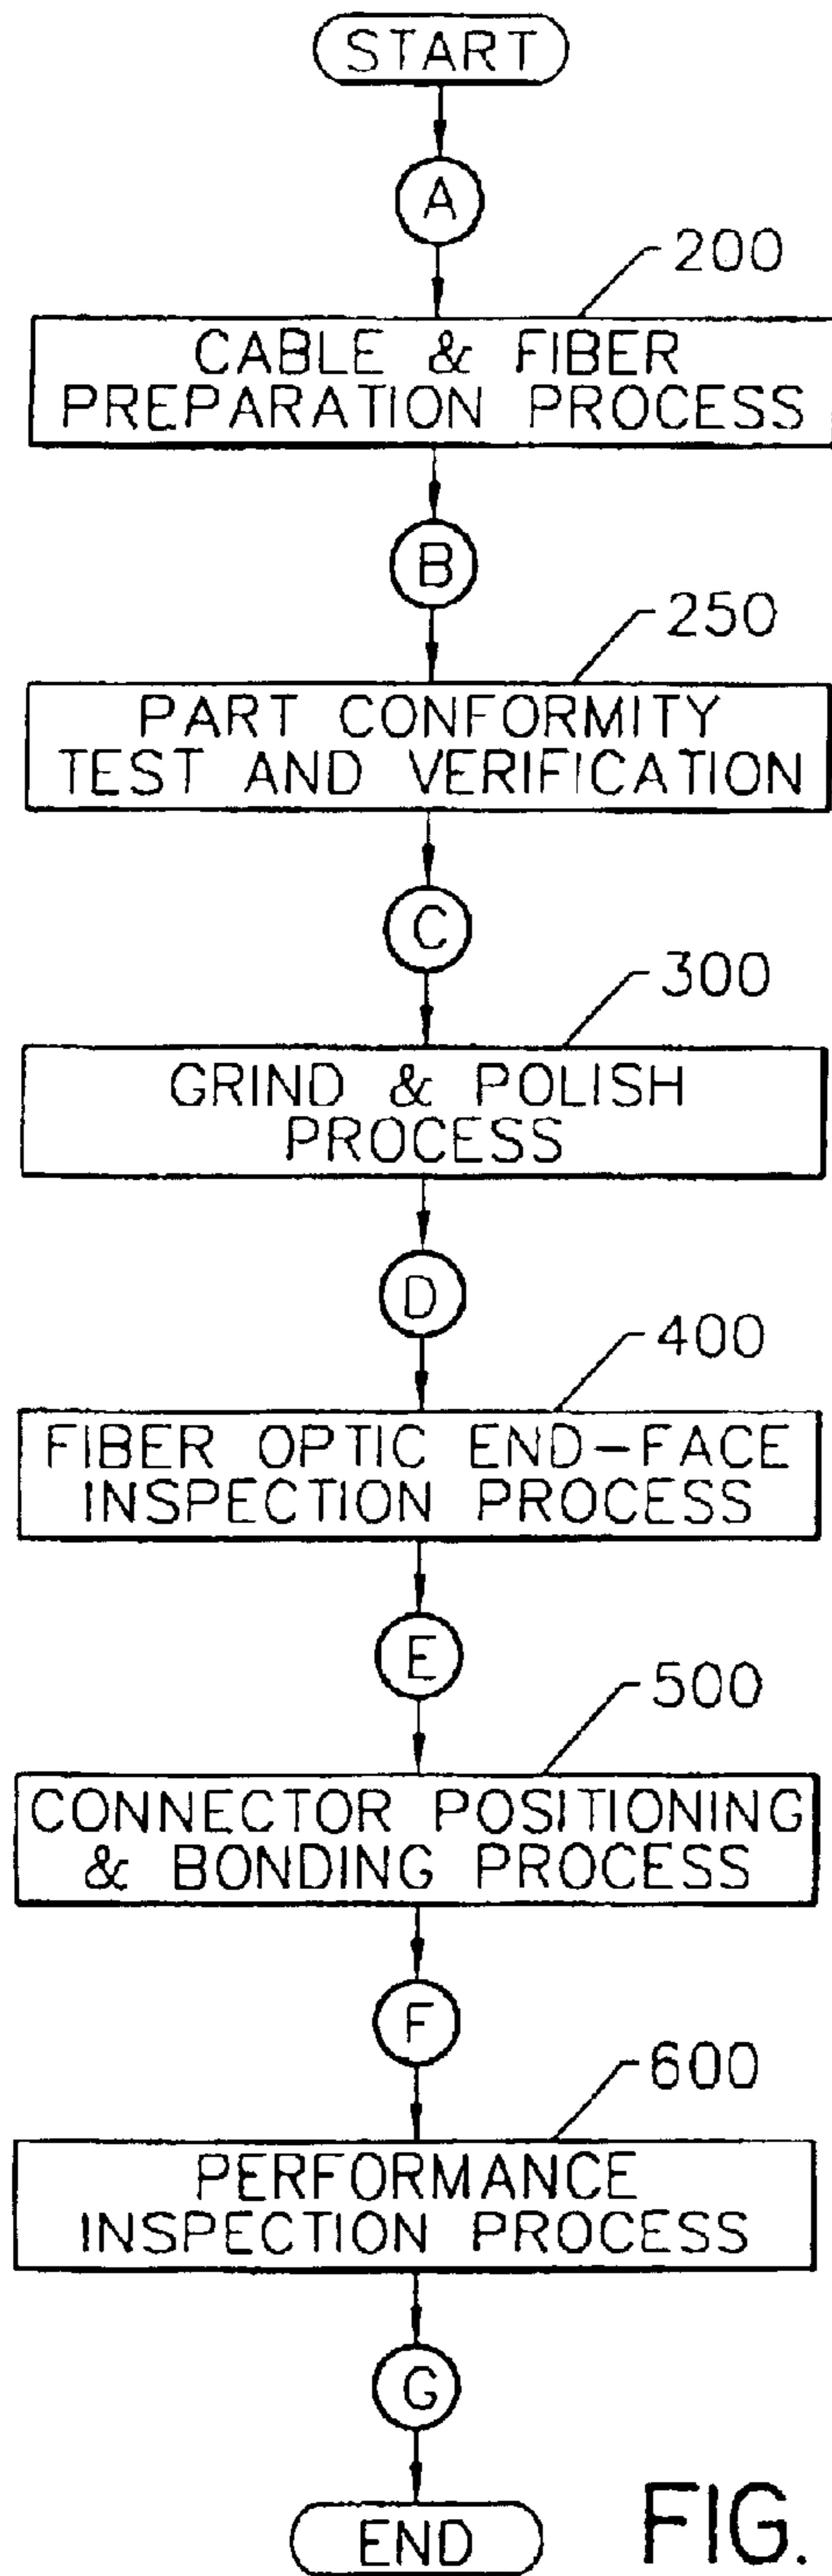 START
A
200
CABLE & FIBER
PREPARATION PROCESS
B
250
PART CONFORMITY
TEST AND VERIFICATION
C
300
GRIND & POLISH
PROCESS
D
400
FIBER OPTIC END-FACE
INSPECTION PROCESS
E
500
CONNECTOR POSITIONING
& BONDING PROCESS
F
600
PERFORMANCE
INSPECTION PROCESS
G
END
FIG.